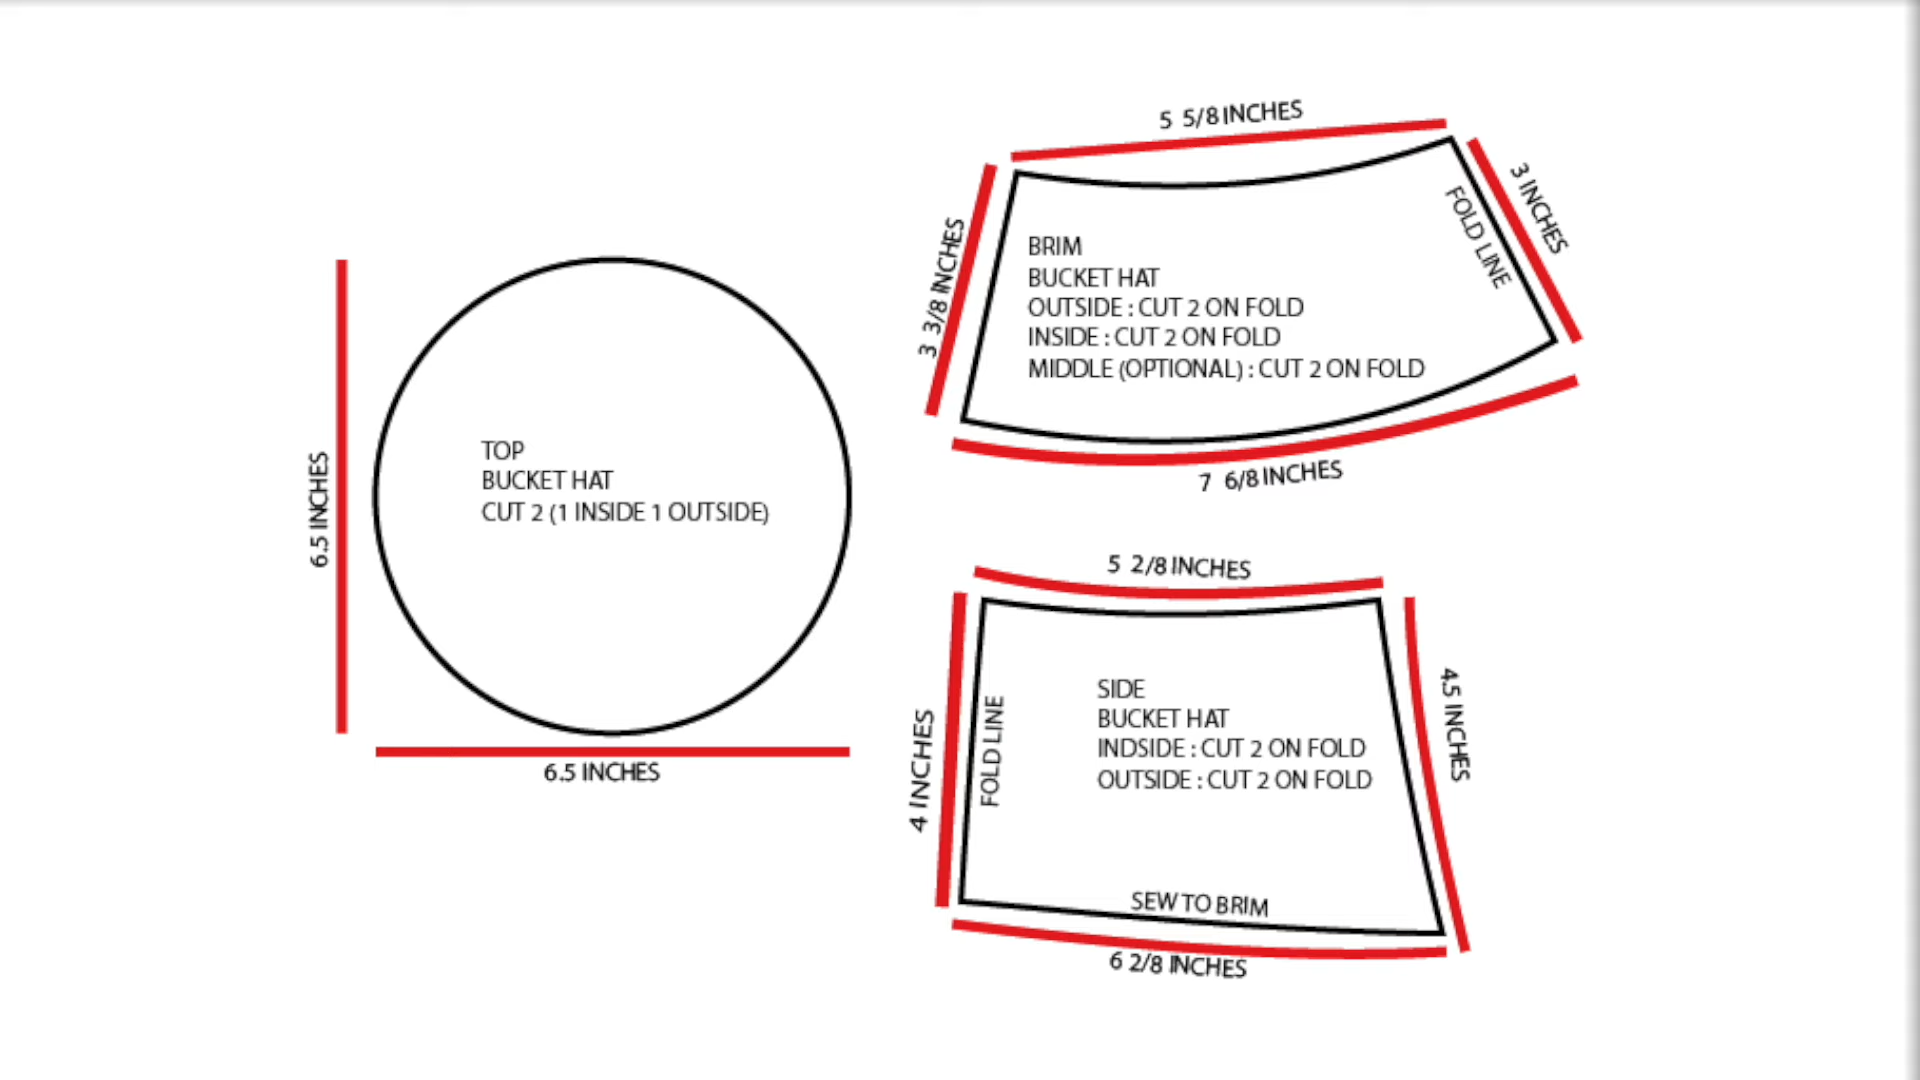 6.5 INCHES
TOP
BUCKET HAT
CUT 2 (1 INSIDE 1 OUTSIDE)
6.5 INCHES
5 5/8 INCHES
3 3/8 INCHES
BRIM
BUCKET HAT
OUTSIDE : CUT 2 ON FOLD
INSIDE : CUT 2 ON FOLD
MIDDLE (OPTIONAL) : CUT 2 ON FOLD
FOLD LINE
3 INCHES
7 6/8 INCHES
5 2/8 INCHES
4 INCHES
FOLD LINE
SIDE
BUCKET HAT
INDSIDE : CUT 2 ON FOLD
OUTSIDE : CUT 2 ON FOLD
4.5 INCHES
SEW TO BRIM
6 2/8 INCHES